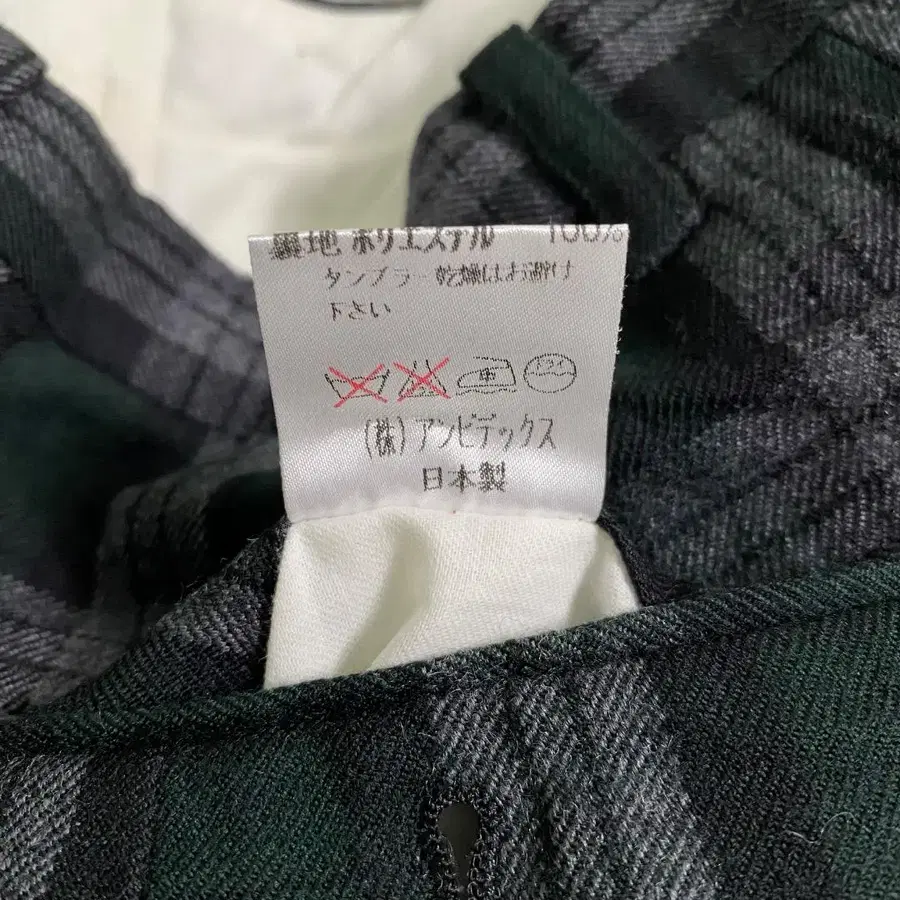 裏地 ポリエステル 100%
タンブラー乾燥はお避け
下さい
(株)アンビデックス
日本製